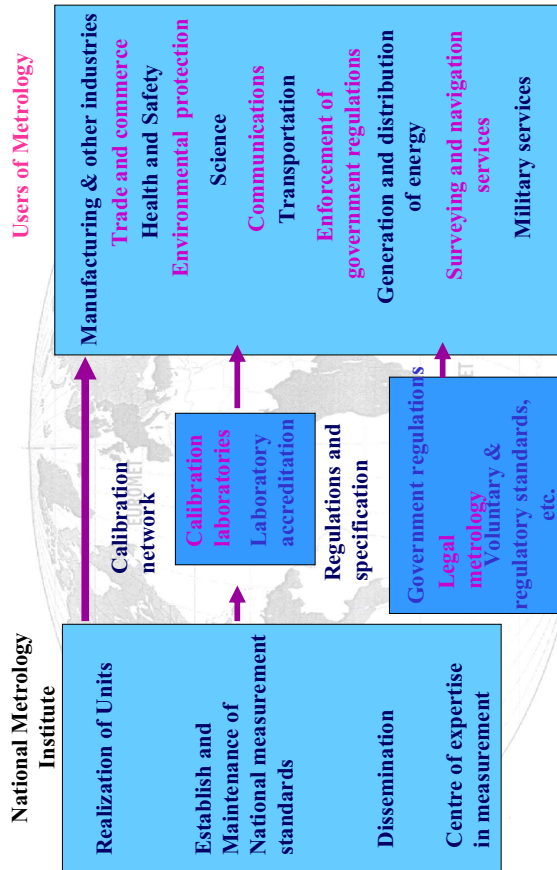 National Metrology
Institute
Realization of Units
Establish and
Maintenance of
National measurement
standards
Dissemination
Centre of expertise
in measurement
Calibration
network
Calibration
laboratories
Laboratory
accreditation
Regulations and
specification
Government regulations
Legal
metrology
Voluntary &
regulatory standards,
etc.
Users of Metrology
Manufacturing & other industries
Trade and commerce
Health and Safety
Environmental protection
Science
Communications
Transportation
Enforcement of
government regulations
Generation and distribution
of energy
Surveying and navigation
services
Military services
EUROMET